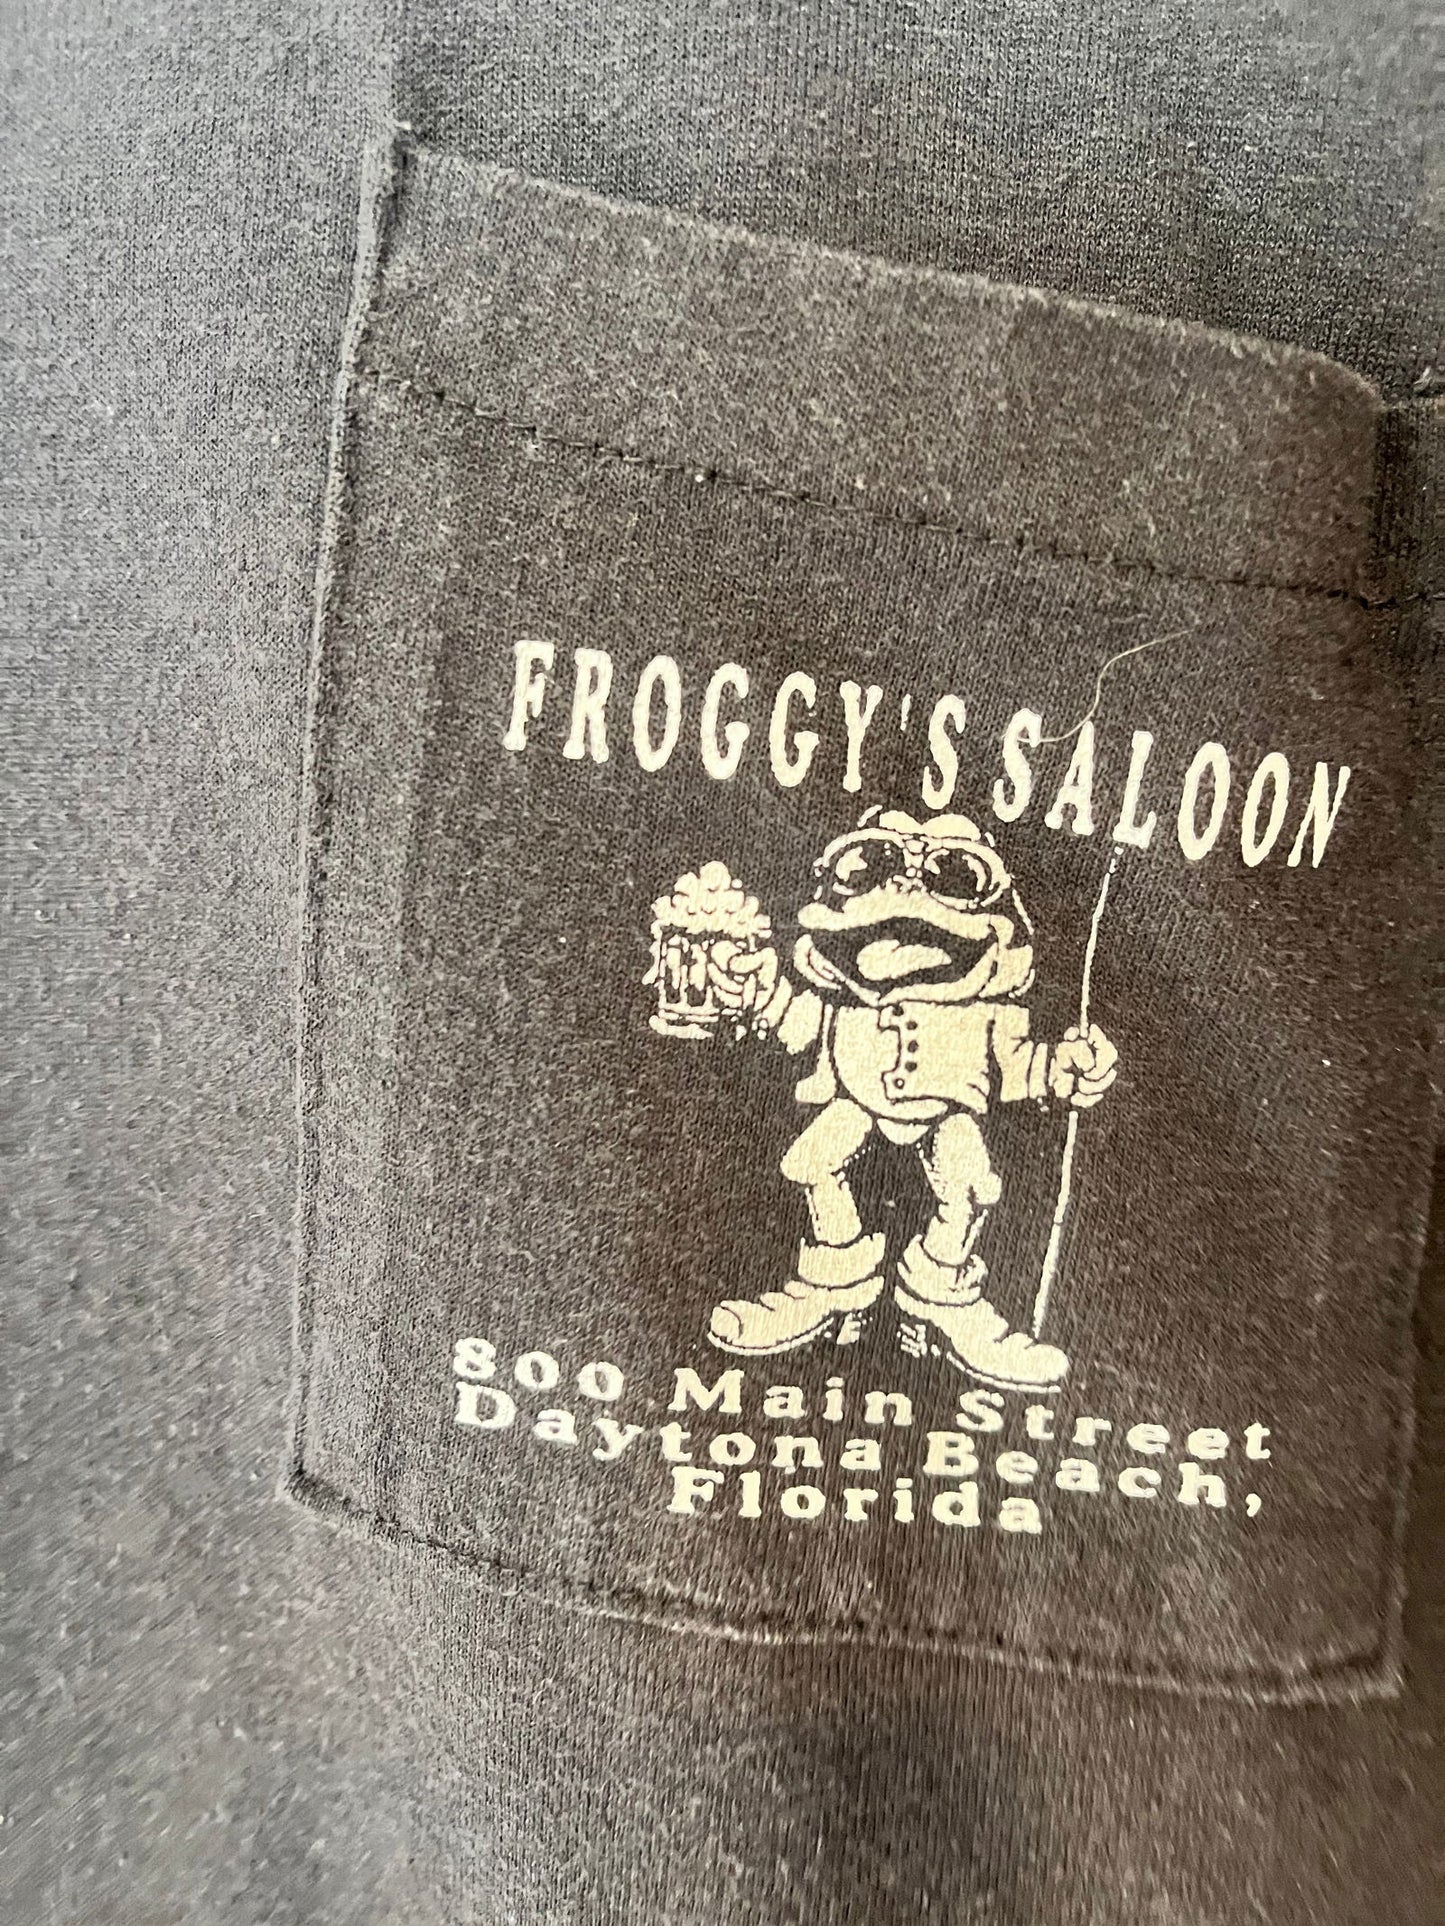 FROGGY'S SALOON
800 Main Street
Daytona Beach,
Florida